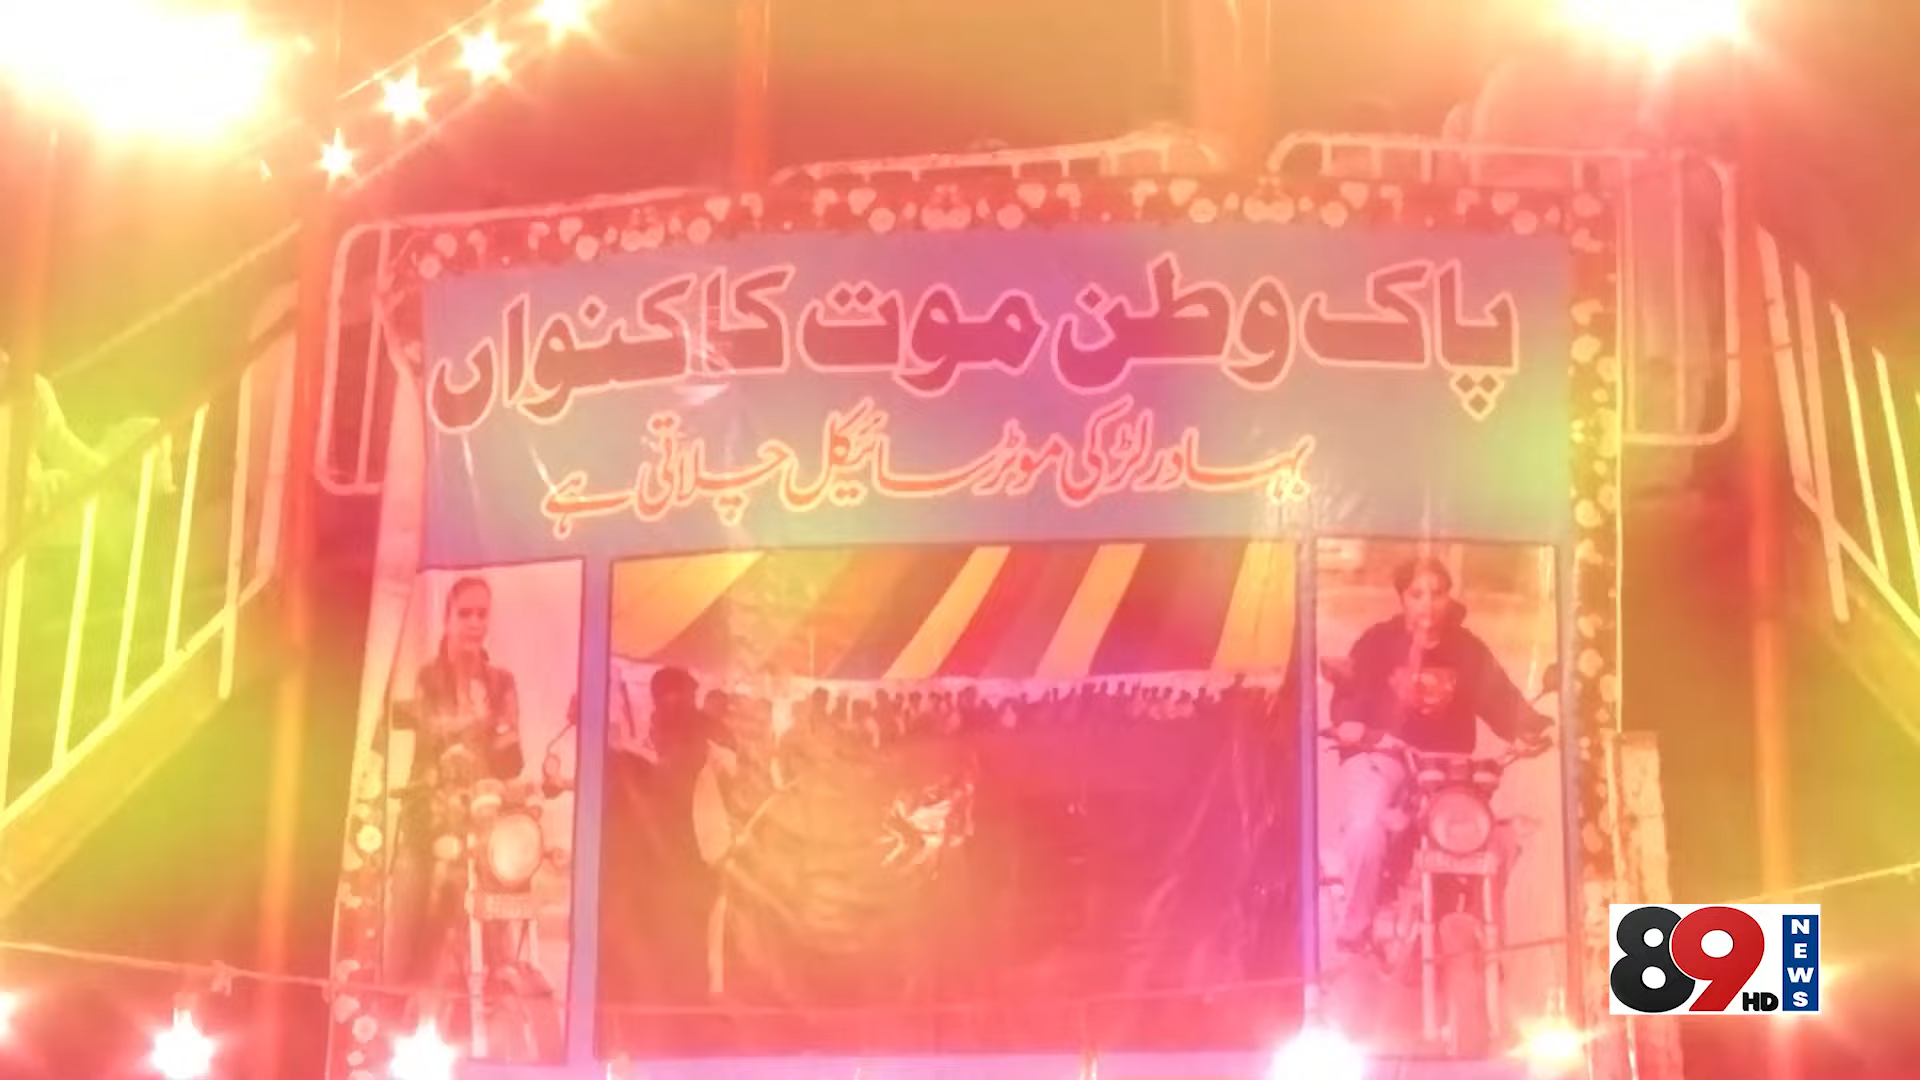 پاک وطن موت کا کنواں
بہادر لڑکی موٹر سائیکل چلاتی ہے
89 HD NEWS